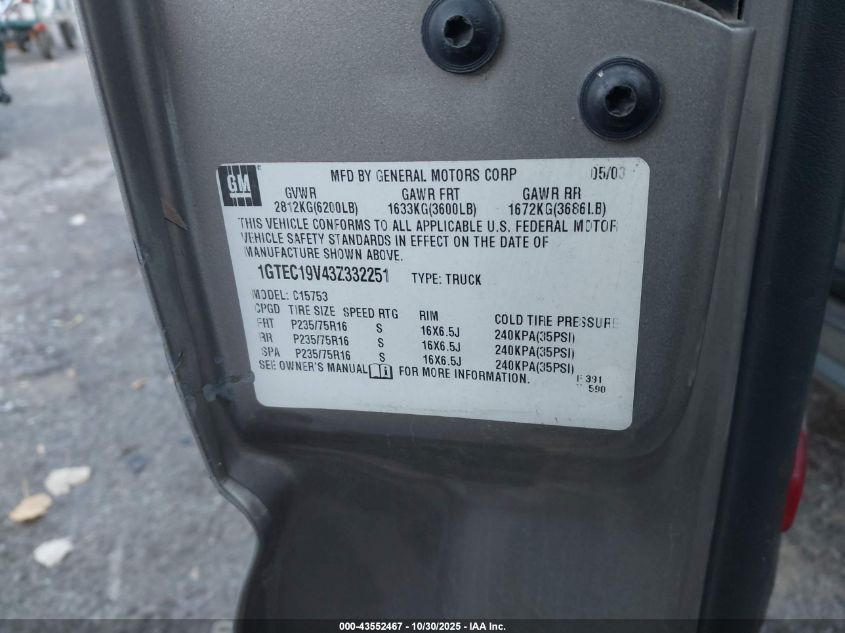 GM
MFD BY GENERAL MOTORS CORP 05/03
GVWR GAWR FRT GAWR RR
2812KG(6200LB) 1633KG(3600LB) 1672KG(3686LB)
THIS VEHICLE CONFORMS TO ALL APPLICABLE U.S. FEDERAL MOTOR
VEHICLE SAFETY STANDARDS IN EFFECT ON THE DATE OF
MANUFACTURE SHOWN ABOVE.
1GTEC19V43Z332251 TYPE: TRUCK
MODEL: C15753
CPGD TIRE SIZE SPEED RTG RIM COLD TIRE PRESSURE
FRT P235/75R16 S 16X6.5J 240KPA(35PSI)
RR P235/75R16 S 16X6.5J 240KPA(35PSI)
SPA P235/75R16 S 16X6.5J 240KPA(35PSI)
SEE OWNER'S MANUAL FOR MORE INFORMATION.
391
590
000-43552467 - 10/30/2025 - IAA Inc.